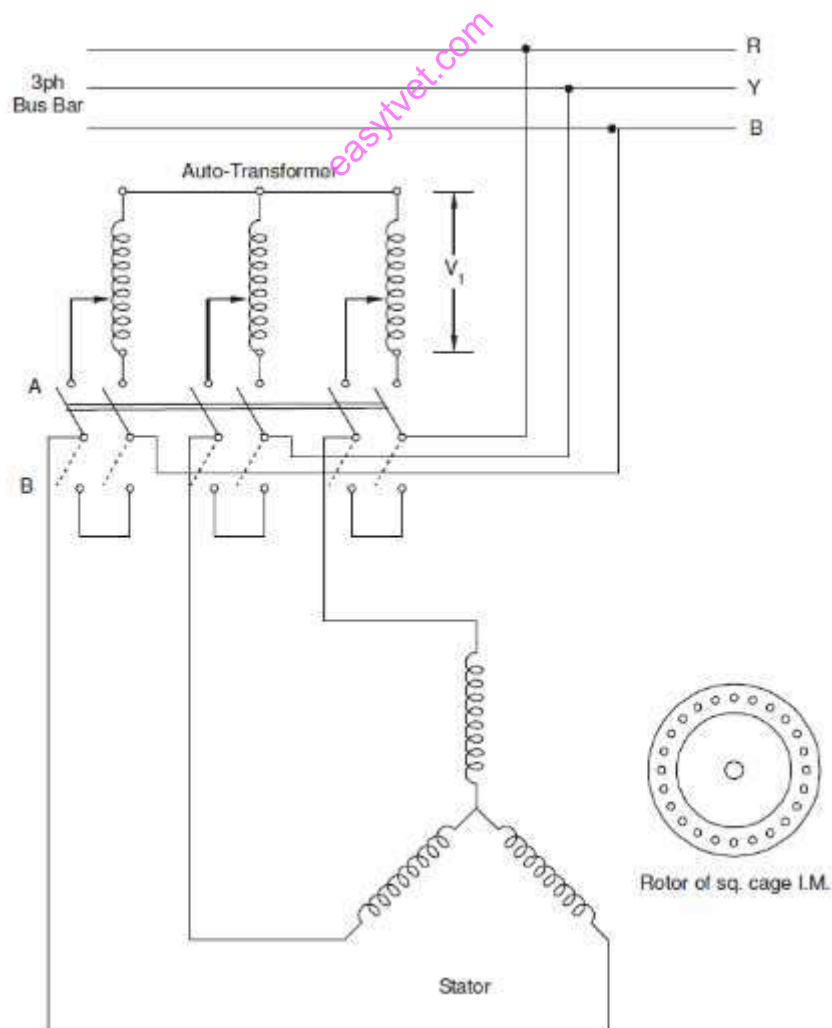 R
3ph
Bus Bar
Y
B
easytvet.com
Auto-Transformer
V1
A
B
Rotor of sq. cage I.M.
Stator